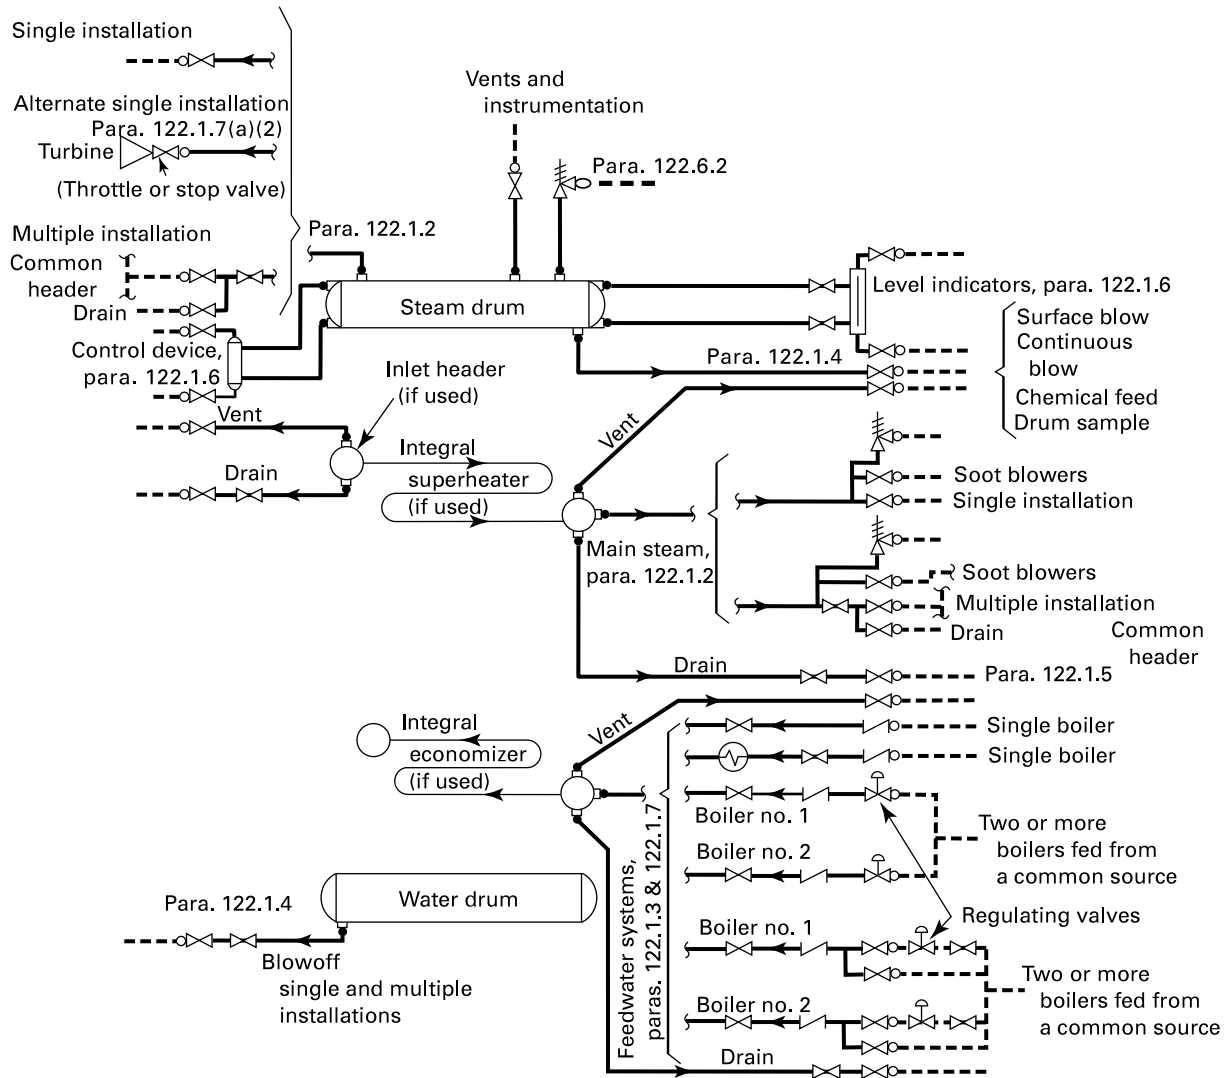 Single installation
Alternate single installation
Para. 122.1.7(a)(2)
Turbine
(Throttle or stop valve)
Multiple installation
Common
header
Drain
Control device,
para. 122.1.6
Para. 122.1.2
Vents and
instrumentation
Para. 122.6.2
Steam drum
Level indicators, para. 122.1.6
Para. 122.1.4
Surface blow
Continuous
blow
Chemical feed
Drum sample
Inlet header
(if used)
Vent
Drain
Integral
superheater
(if used)
Vent
Main steam,
para. 122.1.2
Soot blowers
Single installation
Soot blowers
Multiple installation
Drain
Common
header
Drain
Para. 122.1.5
Integral
economizer
(if used)
Vent
Feedwater systems,
paras. 122.1.3 & 122.1.7
Single boiler
Single boiler
Boiler no. 1
Boiler no. 2
Two or more
boilers fed from
a common source
Regulating valves
Boiler no. 1
Boiler no. 2
Two or more
boilers fed from
a common source
Drain
Water drum
Para. 122.1.4
Blowoff
single and multiple
installations